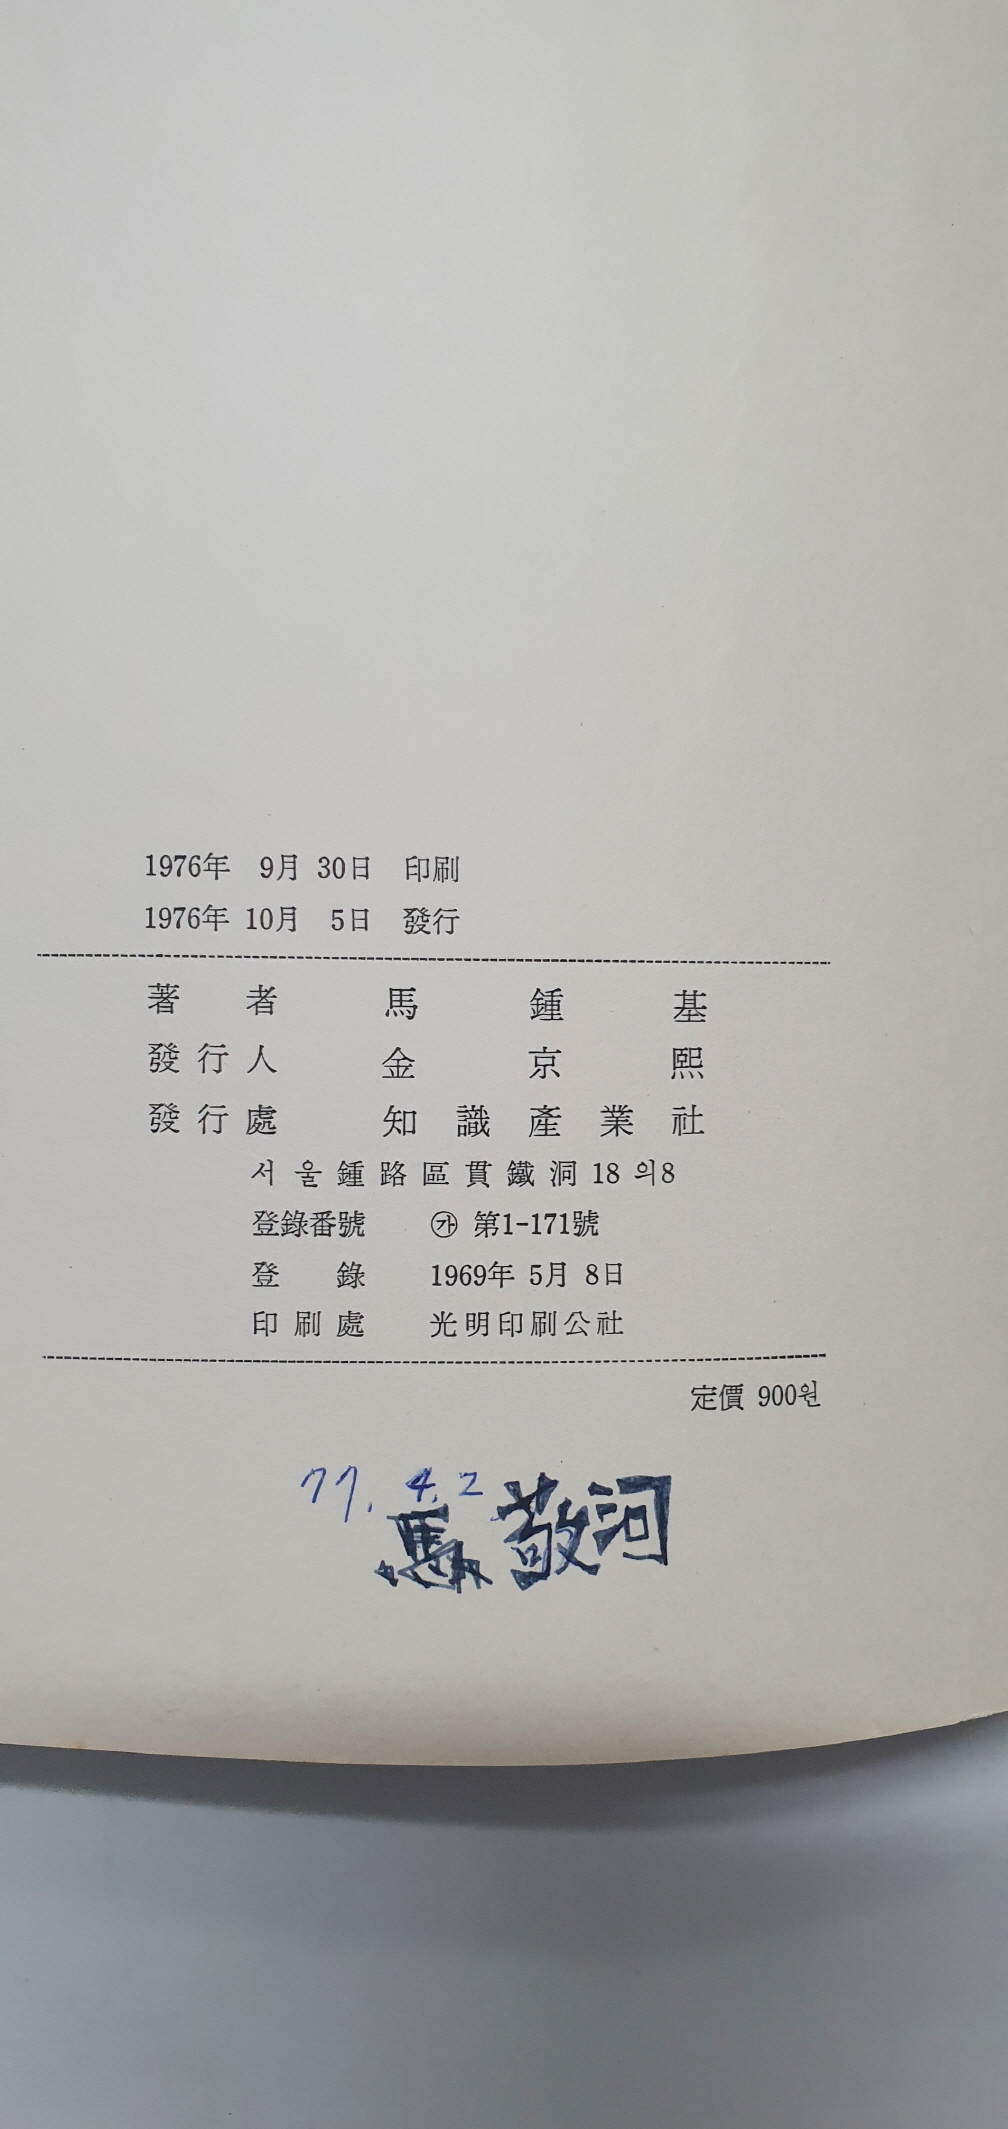 1976年 9月 30日 印刷
1976年 10月 5日 發行
著者 馬鍾基
發行人 金京熙
發行處 知識產業社
서울鍾路區貫鐵洞 18의8
登錄番號 ㉮ 第1-171號
登錄 1969年 5月 8日
印刷處 光明印刷公社
定價 900원
77. 4. 2
馬敬河